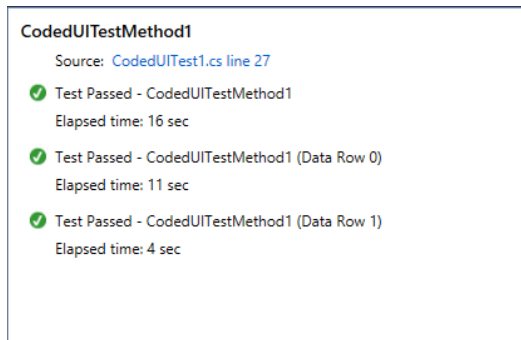 CodedUITestMethod1
Source: CodedUITest1.cs line 27
Test Passed - CodedUITestMethod1
Elapsed time: 16 sec
Test Passed - CodedUITestMethod1 (Data Row 0)
Elapsed time: 11 sec
Test Passed - CodedUITestMethod1 (Data Row 1)
Elapsed time: 4 sec